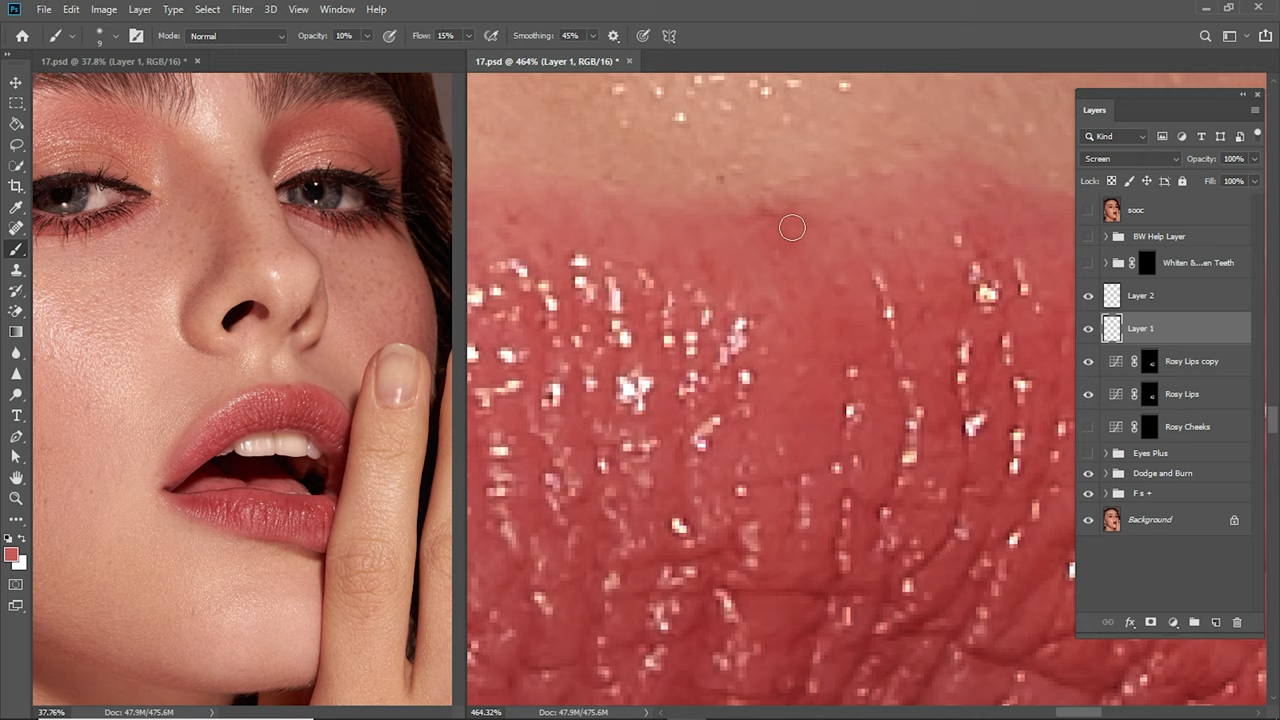 Ps File Edit Image Layer Type Select Filter 3D View Window Help
9 Mode: Normal Opacity: 10% Flow: 15% Smoothing: 45%
17.psd @ 37.8% (Layer 1, RGB/16) *
17.psd @ 464% (Layer 1, RGB/16) *
Layers
Kind
Screen Opacity: 100%
Lock: Fill: 100%
sooc
BW Help Layer
Whiten &...en Teeth
Layer 2
Layer 1
Rosy Lips copy
Rosy Lips
Rosy Cheeks
Eyes Plus
Dodge and Burn
F s +
Background
37.76% Doc: 47.9M/475.6M
464.32% Doc: 47.9M/475.6M